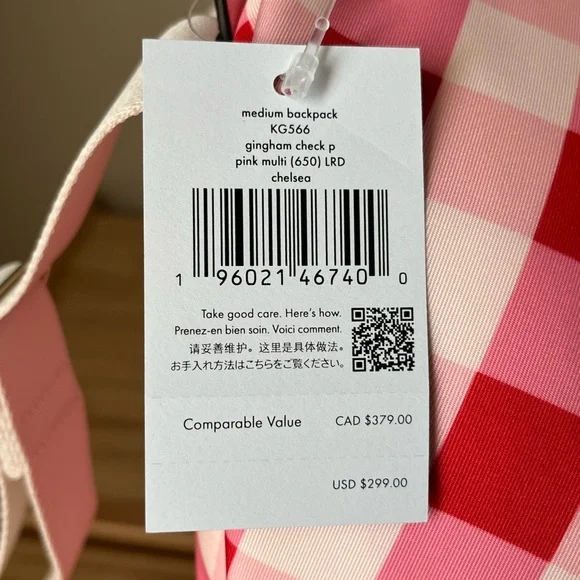 medium backpack
KG566
gingham check p
pink multi (650) LRD
chelsea
1 96021 46740 0
Take good care. Here's how.
Prenez-en bien soin. Voici comment.
请妥善维护。这里是具体做法。
お手入れ方法はこちらをご覧ください。
Comparable Value CAD $379.00
USD $299.00